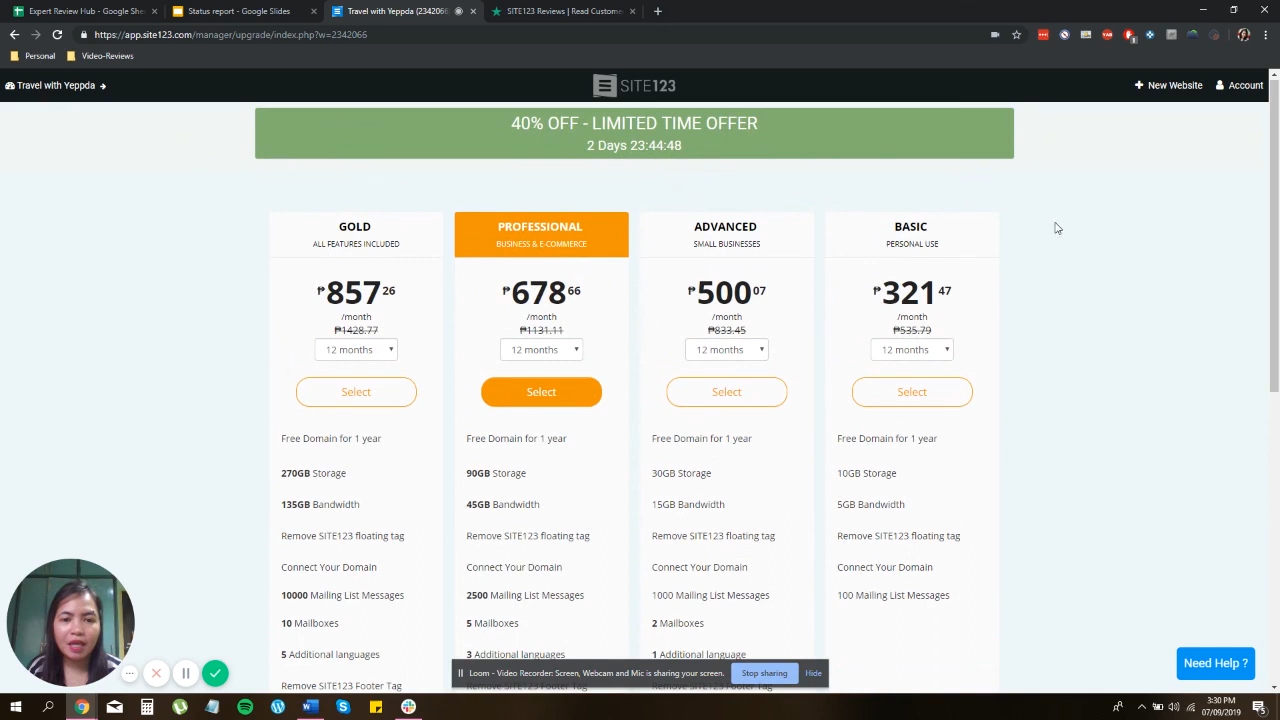 Expert Review Hub - Google Shee
Status report - Google Slides
Travel with Yeppda (2342066
SITE123 Reviews | Read Custome
https://app.site123.com/manager/upgrade/index.php?w=2342066
Personal
Video-Reviews
Travel with Yeppda
SITE123
New Website
Account
40% OFF - LIMITED TIME OFFER
2 Days 23:44:48
GOLD
ALL FEATURES INCLUDED
₱857 26
/month
₱1428.77
12 months
Select
Free Domain for 1 year
270GB Storage
135GB Bandwidth
Remove SITE123 floating tag
Connect Your Domain
10000 Mailing List Messages
10 Mailboxes
5 Additional languages
Remove SITE123 Footer Tag
PROFESSIONAL
BUSINESS & E-COMMERCE
₱678 66
/month
₱1131.11
12 months
Select
Free Domain for 1 year
90GB Storage
45GB Bandwidth
Remove SITE123 floating tag
Connect Your Domain
2500 Mailing List Messages
5 Mailboxes
3 Additional languages
ADVANCED
SMALL BUSINESSES
₱500 07
/month
₱833.45
12 months
Select
Free Domain for 1 year
30GB Storage
15GB Bandwidth
Remove SITE123 floating tag
Connect Your Domain
1000 Mailing List Messages
2 Mailboxes
1 Additional language
BASIC
PERSONAL USE
₱321 47
/month
₱535.79
12 months
Select
Free Domain for 1 year
10GB Storage
5GB Bandwidth
Remove SITE123 floating tag
Connect Your Domain
100 Mailing List Messages
Loom – Video Recorder: Screen, Webcam and Mic is sharing your screen.
Stop sharing
Hide
Need Help ?
3:30 PM
07/09/2019